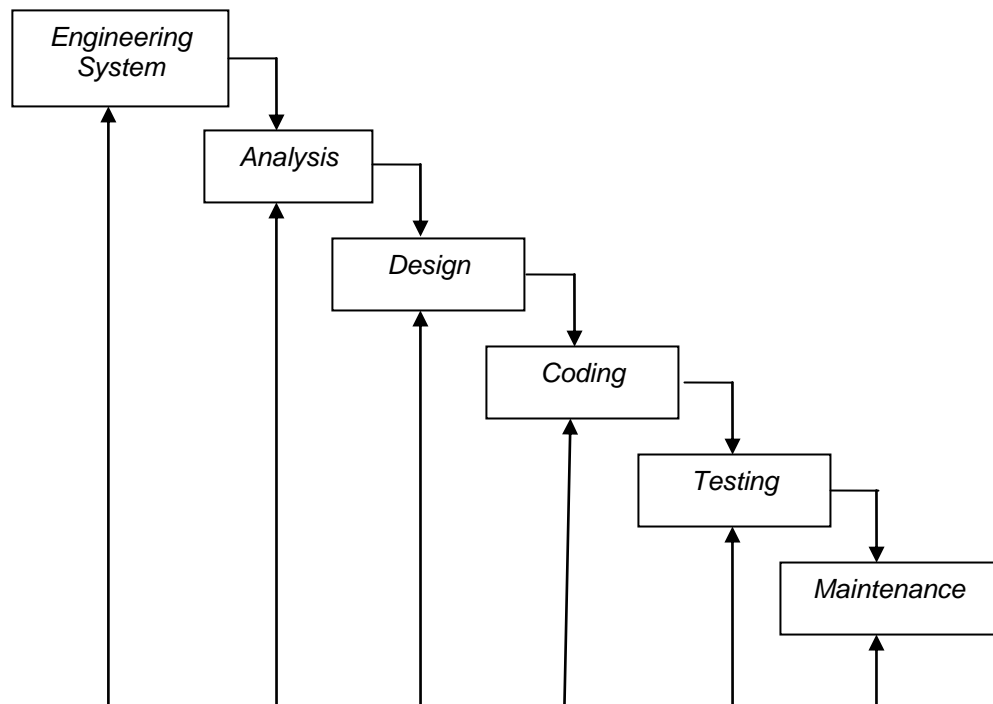 Engineering
System
Analysis
Design
Coding
Testing
Maintenance